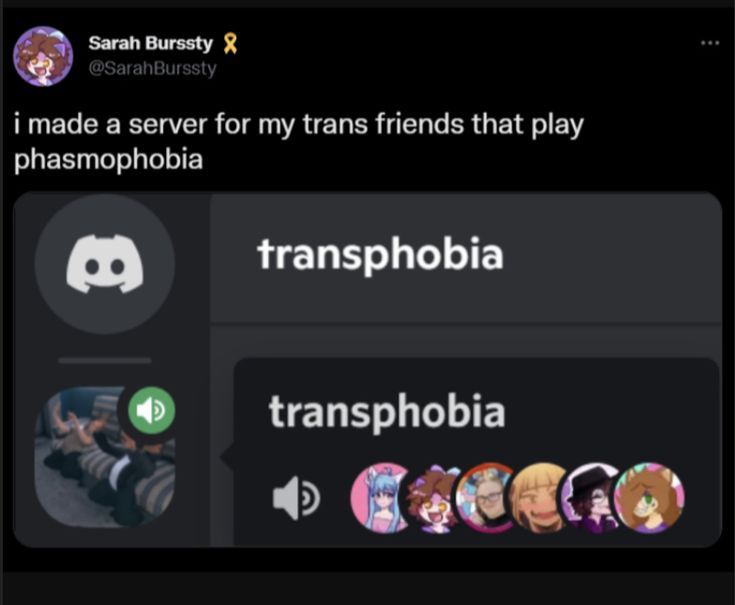 Sarah Burssty
@SarahBurssty
i made a server for my trans friends that play
phasmophobia
transphobia
transphobia